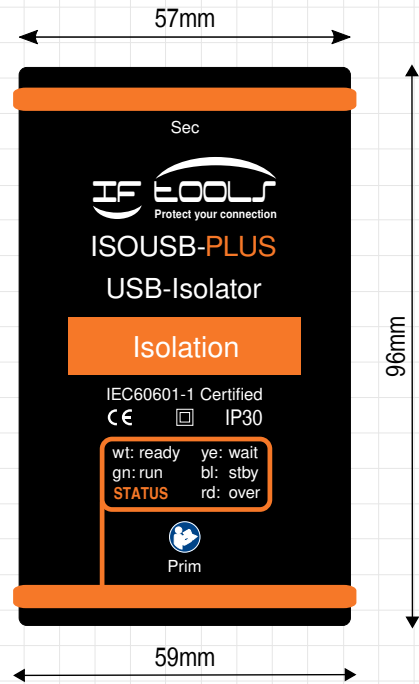 57mm
Sec
IF tools
Protect your connection
ISOUSB-PLUS
USB-Isolator
Isolation
96mm
IEC60601-1 Certified
CE IP30
wt: ready ye: wait
gn: run bl: stby
STATUS rd: over
Prim
59mm